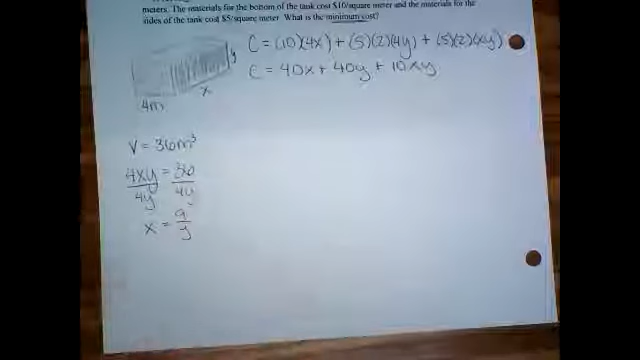 meters. The materials for the bottom of the tank cost $10/square meter and the materials for the
sides of the tank cost $5/square meter  What is the minimum cost?
C = (10)(4x) + (5)(2)(4y) + (5)(2)(xy)
C = 40x + 40y + 10xy
y
x
4m
V = 36m³
4xy = 36
4y 4y
x = 9
y